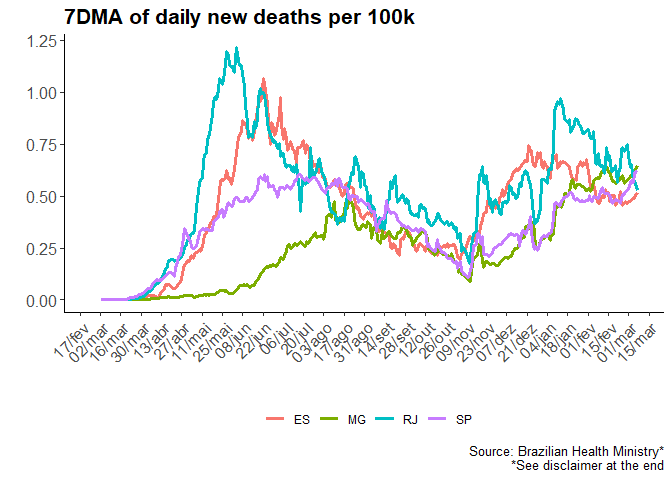 7DMA of daily new deaths per 100k
1.25
1.00
0.75
0.50
0.25
0.00
17/fev
02/mar
16/mar
30/mar
13/abr
27/abr
11/mai
25/mai
08/jun
22/jun
06/jul
20/jul
03/ago
17/ago
31/ago
14/set
28/set
12/out
26/out
09/nov
23/nov
07/dez
21/dez
04/jan
18/jan
01/fev
15/fev
01/mar
15/mar
ES MG RJ SP
Source: Brazilian Health Ministry*
*See disclaimer at the end